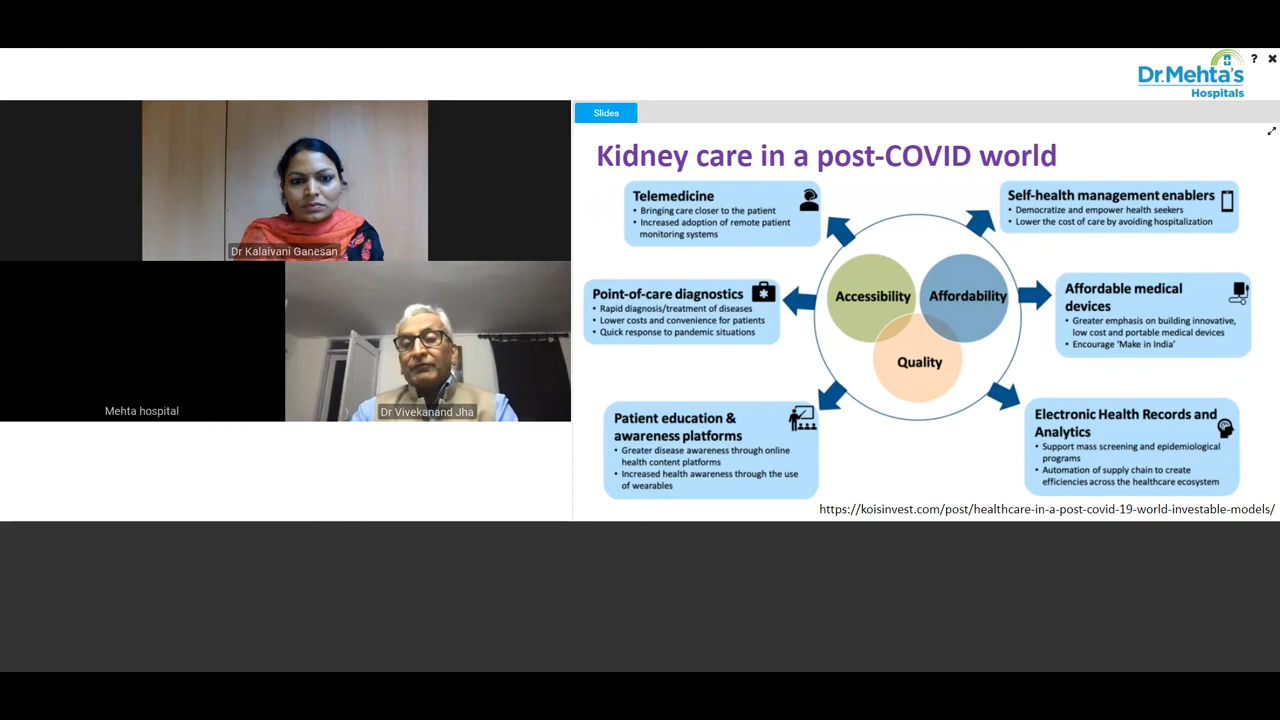 ? ✖
Dr.Mehta's
Hospitals
Slides
Kidney care in a post-COVID world
Telemedicine
• Bringing care closer to the patient
• Increased adoption of remote patient
monitoring systems
Self-health management enablers
• Democratize and empower health seekers
• Lower the cost of care by avoiding hospitalization
Dr Kalaivani Ganesan
Point-of-care diagnostics
• Rapid diagnosis/treatment of diseases
• Lower costs and convenience for patients
• Quick response to pandemic situations
Accessibility
Affordability
Quality
Affordable medical
devices
• Greater emphasis on building innovative,
low cost and portable medical devices
• Encourage 'Make in India'
Mehta hospital
Dr Vivekanand Jha
Patient education &
awareness platforms
• Greater disease awareness through online
health content platforms
• Increased health awareness through the use
of wearables
Electronic Health Records and
Analytics
• Support mass screening and epidemiological
programs
• Automation of supply chain to create
efficiencies across the healthcare ecosystem
https://koisinvest.com/post/healthcare-in-a-post-covid-19-world-investable-models/